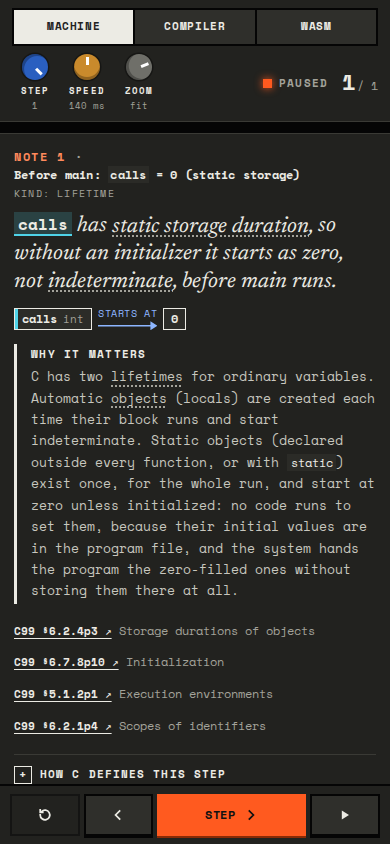 MACHINE COMPILER WASM
STEP SPEED ZOOM
1 140 ms fit
PAUSED 1 / 1
NOTE 1 ·
Before main: calls = 0 (static storage)
KIND: LIFETIME
calls has static storage duration, so
without an initializer it starts as zero,
not indeterminate, before main runs.
calls int STARTS AT 0
WHY IT MATTERS
C has two lifetimes for ordinary variables.
Automatic objects (locals) are created each
time their block runs and start
indeterminate. Static objects (declared
outside every function, or with static)
exist once, for the whole run, and start at
zero unless initialized: no code runs to
set them, because their initial values are
in the program file, and the system hands
the program the zero-filled ones without
storing them there at all.
C99 §6.2.4p3 ↗ Storage durations of objects
C99 §6.7.8p10 ↗ Initialization
C99 §5.1.2p1 ↗ Execution environments
C99 §6.2.1p4 ↗ Scopes of identifiers
+ HOW C DEFINES THIS STEP
STEP